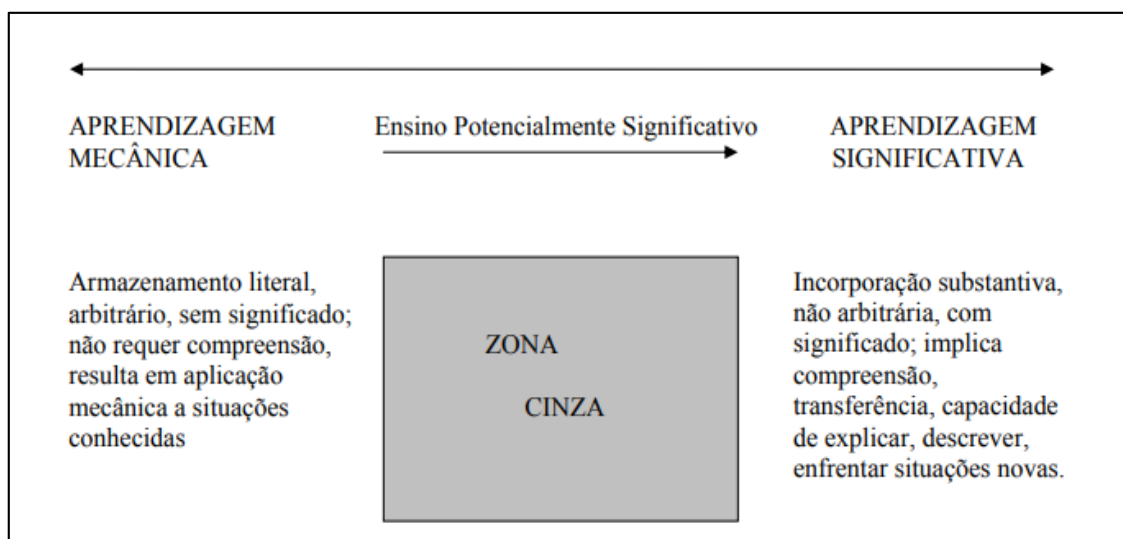 APRENDIZAGEM
MECÂNICA
Ensino Potencialmente Significativo
APRENDIZAGEM
SIGNIFICATIVA
Armazenamento literal,
arbitrário, sem significado;
não requer compreensão,
resulta em aplicação
mecânica a situações
conhecidas
ZONA
CINZA
Incorporação substantiva,
não arbitrária, com
significado; implica
compreensão,
transferência, capacidade
de explicar, descrever,
enfrentar situações novas.